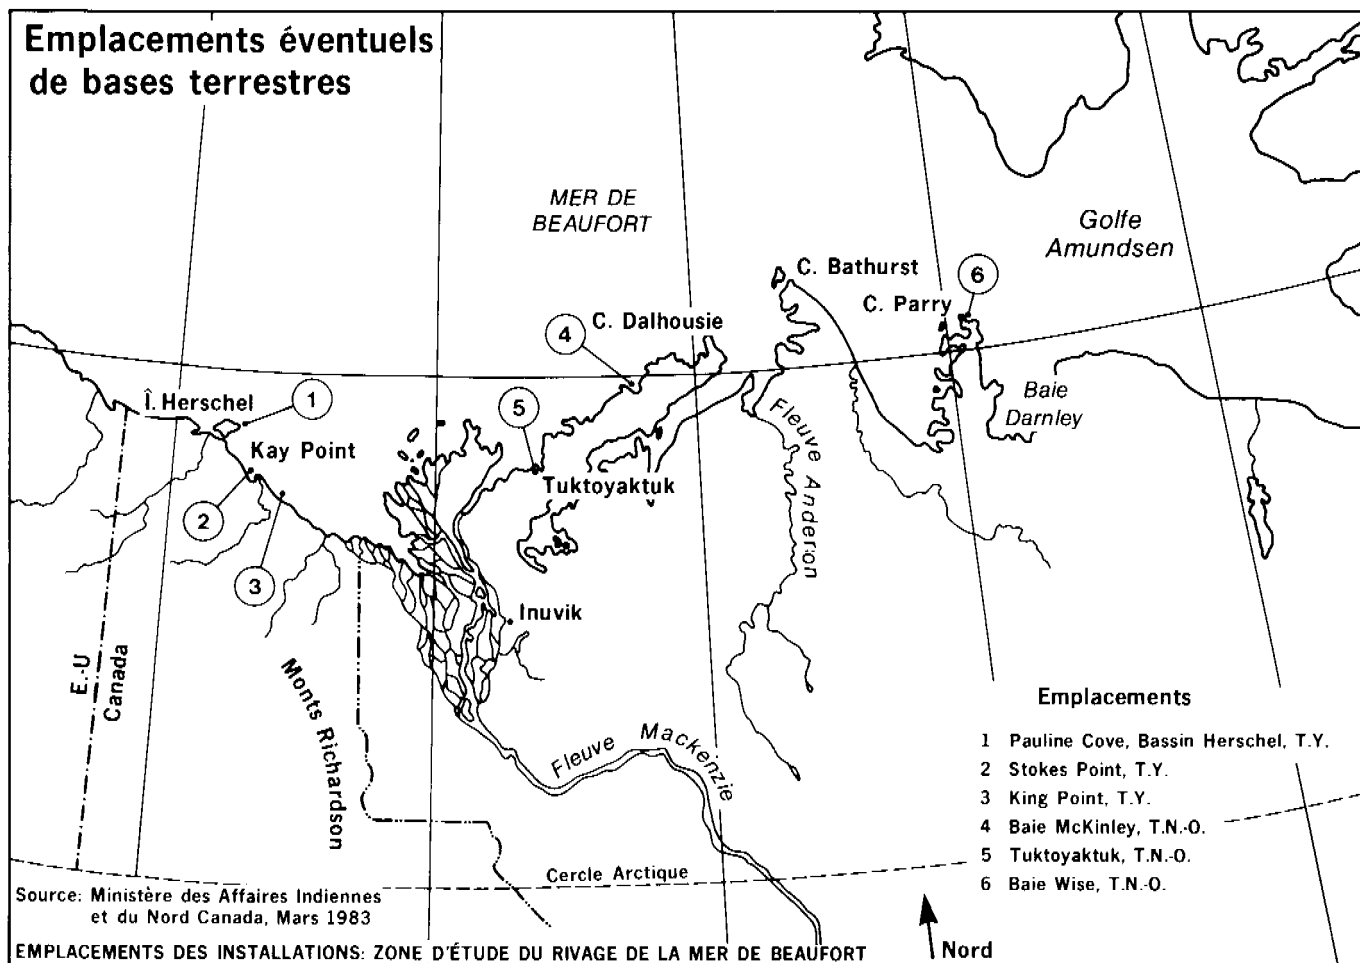 Emplacements éventuels
de bases terrestres
MER DE
BEAUFORT
Golfe
Amundsen
C. Bathurst
6
C. Parry
C. Dalhousie
4
Î. Herschel
1
5
Baie
Darnley
Kay Point
Fleuve Anderion
Tuktoyaktuk
2
3
Inuvik
E.-U
Canada
Monts Richardson
Fleuve Mackenzie
Emplacements
1 Pauline Cove, Bassin Herschel, T.Y.
2 Stokes Point, T.Y.
3 King Point, T.Y.
4 Baie McKinley, T.N.-O.
5 Tuktoyaktuk, T.N.-O.
6 Baie Wise, T.N.-O.
Cercle Arctique
Source: Ministère des Affaires Indiennes
et du Nord Canada, Mars 1983
Nord
EMPLACEMENTS DES INSTALLATIONS: ZONE D'ÉTUDE DU RIVAGE DE LA MER DE BEAUFORT